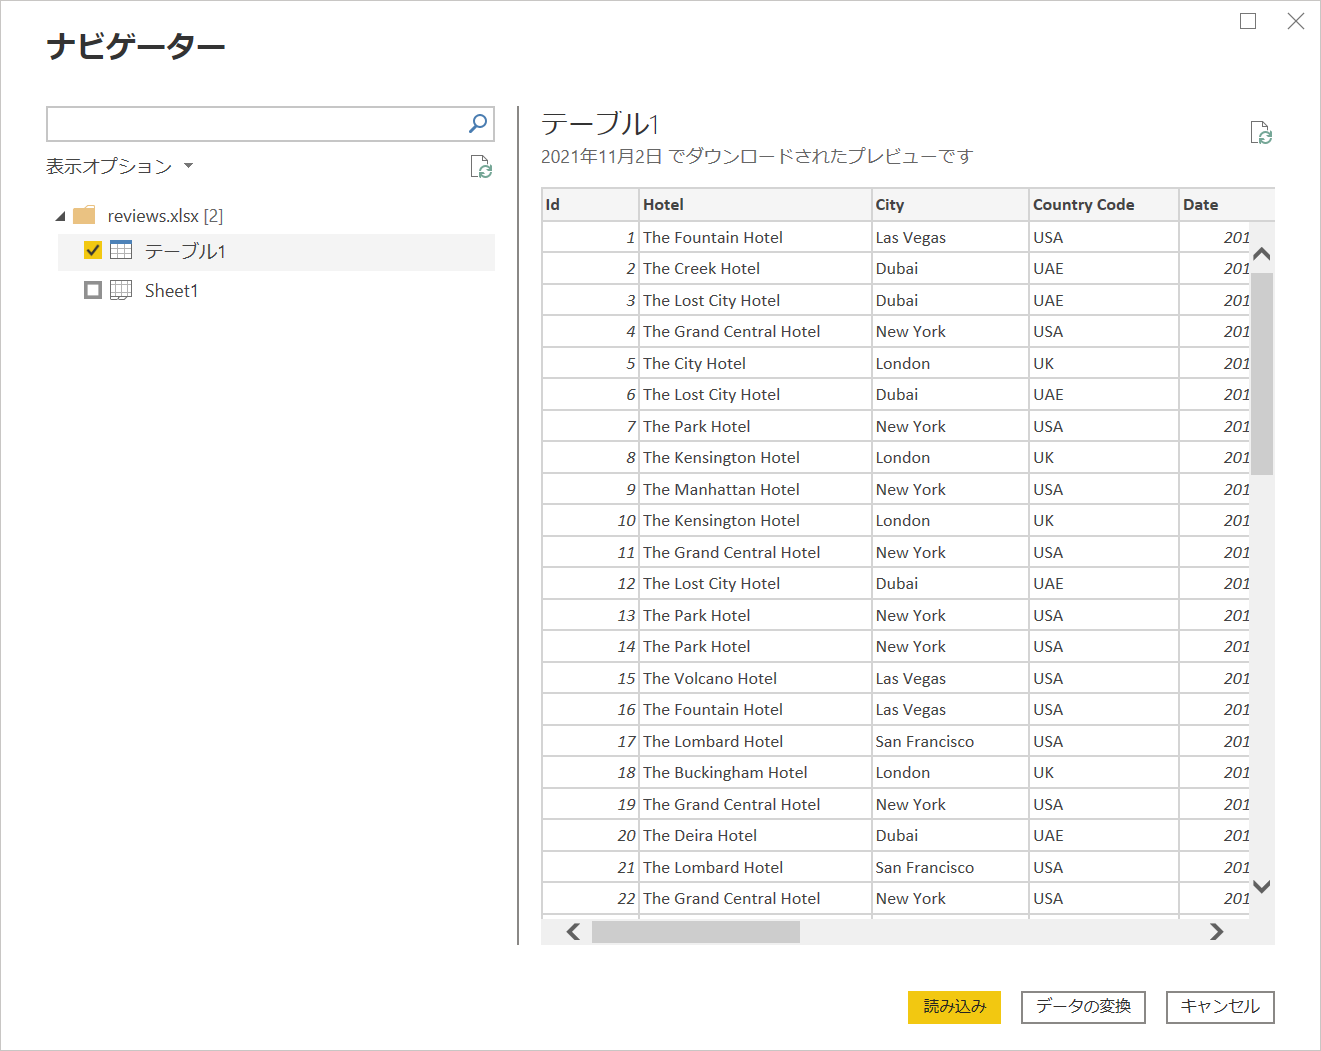 ナビゲーター
表示オプション
reviews.xlsx [2]
テーブル1
Sheet1
テーブル1
2021年11月2日 でダウンロードされたプレビューです
Id Hotel City Country Code Date
1 The Fountain Hotel Las Vegas USA 201
2 The Creek Hotel Dubai UAE 201
3 The Lost City Hotel Dubai UAE 201
4 The Grand Central Hotel New York USA 201
5 The City Hotel London UK 201
6 The Lost City Hotel Dubai UAE 201
7 The Park Hotel New York USA 201
8 The Kensington Hotel London UK 201
9 The Manhattan Hotel New York USA 201
10 The Kensington Hotel London UK 201
11 The Grand Central Hotel New York USA 201
12 The Lost City Hotel Dubai UAE 201
13 The Park Hotel New York USA 201
14 The Park Hotel New York USA 201
15 The Volcano Hotel Las Vegas USA 201
16 The Fountain Hotel Las Vegas USA 201
17 The Lombard Hotel San Francisco USA 201
18 The Buckingham Hotel London UK 201
19 The Grand Central Hotel New York USA 201
20 The Deira Hotel Dubai UAE 201
21 The Lombard Hotel San Francisco USA 201
22 The Grand Central Hotel New York USA 201
読み込み データの変換 キャンセル